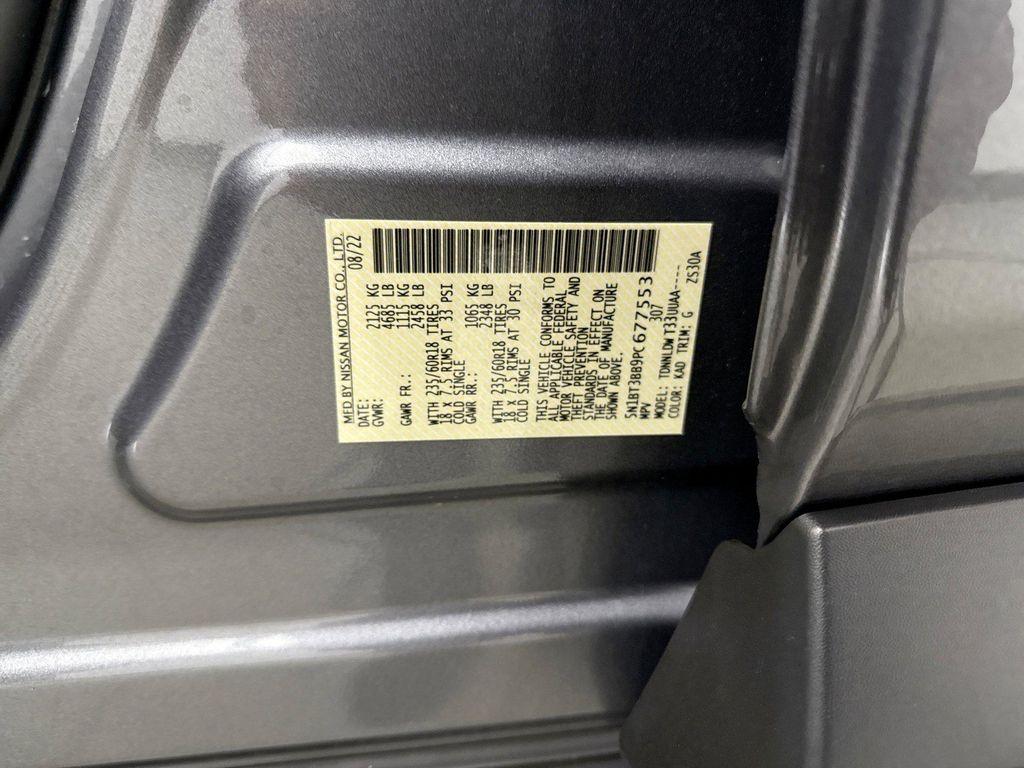 MFD BY NISSAN MOTOR CO., LTD.
DATE: 08/22
GVWR: 2125 KG
4685 LB
GAWR FR.: 1115 KG
2458 LB
WITH 235/60R18 TIRES
18 X 7.5 RIMS AT 33 PSI
COLD SINGLE
GAWR RR.: 1065 KG
2348 LB
WITH 235/60R18 TIRES
18 X 7.5 RIMS AT 30 PSI
COLD SINGLE
THIS VEHICLE CONFORMS TO
ALL APPLICABLE FEDERAL
MOTOR VEHICLE SAFETY AND
THEFT PREVENTION
STANDARDS IN EFFECT ON
THE DATE OF MANUFACTURE
SHOWN ABOVE.
5N1BT3BB9PC677553
MPV 307
MODEL: TDNNLDW T33UUAA----
COLOR: KAD TRIM: G ZS30A